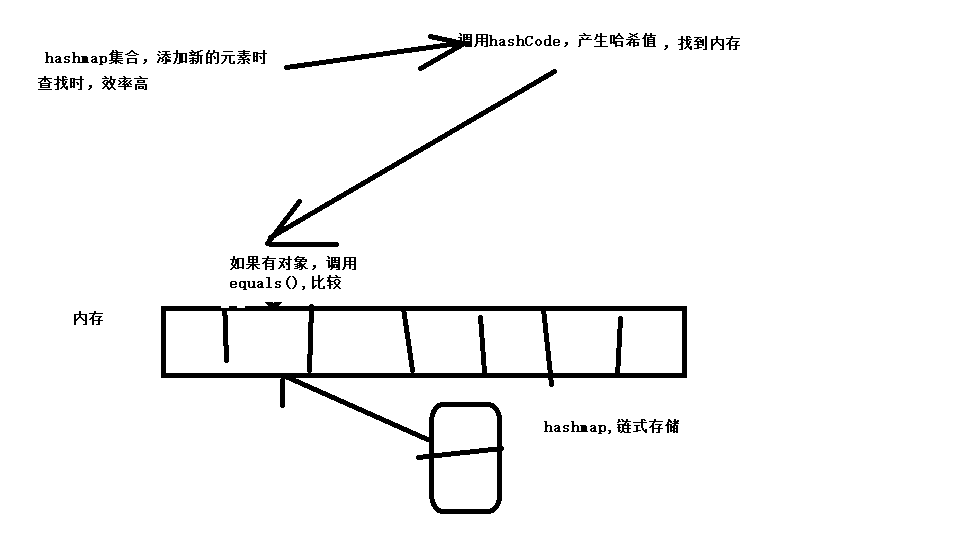 hashmap集合，添加新的元素时
查找时，效率高
调用hashCode，产生哈希值，找到内存
如果有对象，调用
equals(),比较
内存
hashmap,链式存储